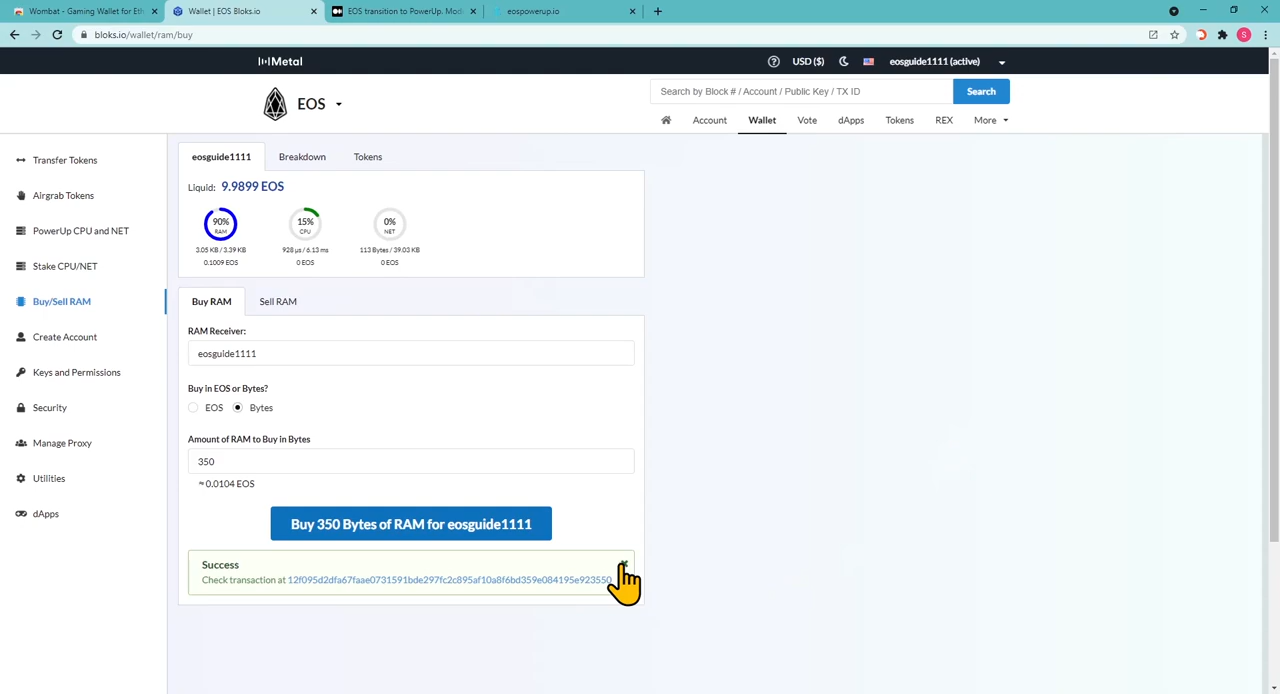 Wombat - Gaming Wallet for Eth
Wallet | EOS Bloks.io
EOS transition to PowerUp. Mod
eospowerup.io
bloks.io/wallet/ram/buy
S
Metal
USD ($)
eosguide1111 (active)
EOS
Search by Block # / Account / Public Key / TX ID
Search
Account
Wallet
Vote
dApps
Tokens
REX
More
Transfer Tokens
Airgrab Tokens
PowerUp CPU and NET
Stake CPU/NET
Buy/Sell RAM
Create Account
Keys and Permissions
Security
Manage Proxy
Utilities
dApps
eosguide1111
Breakdown
Tokens
Liquid: 9.9899 EOS
90%
RAM
3.05 KB / 3.39 KB
0.1009 EOS
15%
CPU
928 µs / 6.13 ms
0 EOS
0%
NET
113 Bytes / 39.03 KB
0 EOS
Buy RAM
Sell RAM
RAM Receiver:
eosguide1111
Buy in EOS or Bytes?
EOS
Bytes
Amount of RAM to Buy in Bytes
350
≈ 0.0104 EOS
Buy 350 Bytes of RAM for eosguide1111
Success
Check transaction at 12f095d2dfa67faae0731591bde297fc2c895af10a8f6bd359e084195e923550